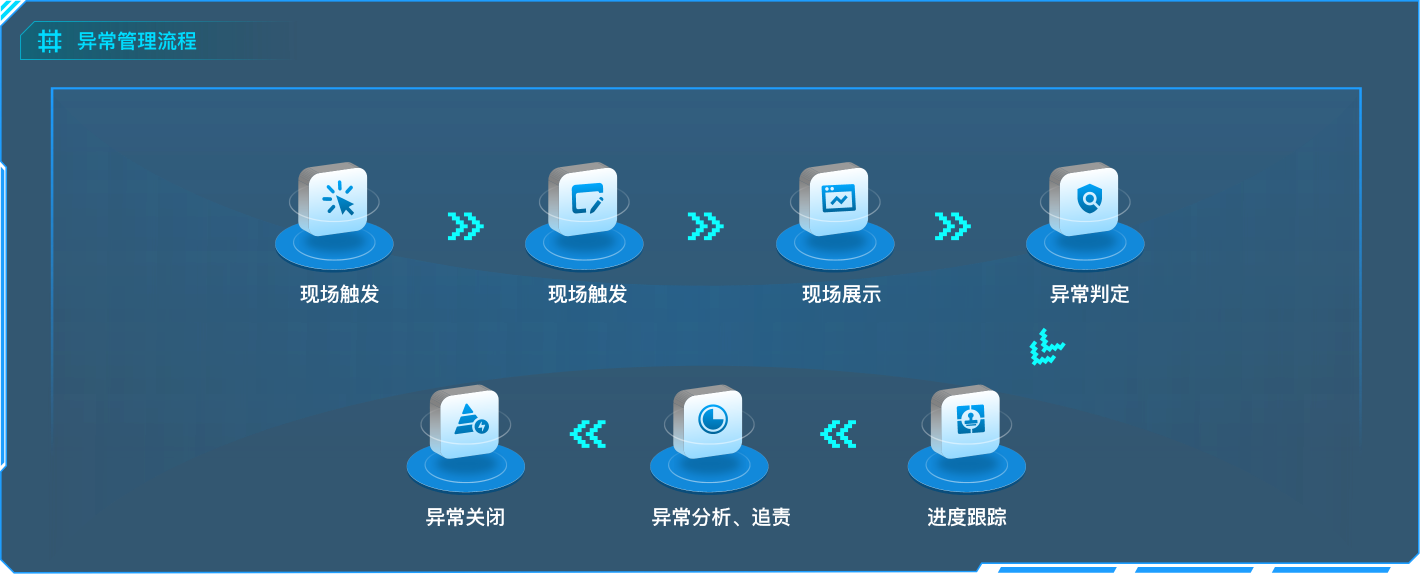 异常管理流程
现场触发
现场触发
现场展示
异常判定
异常关闭
异常分析、追责
进度跟踪